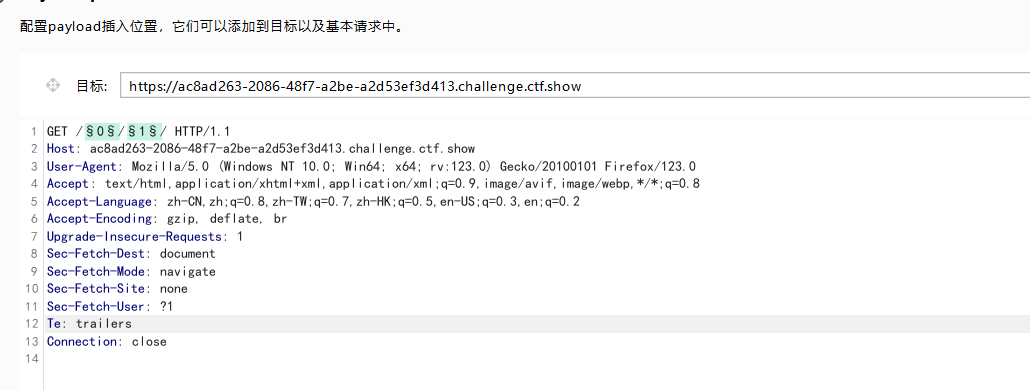 配置payload插入位置，它们可以添加到目标以及基本请求中。
目标: https://ac8ad263-2086-48f7-a2be-a2d53ef3d413.challenge.ctf.show
1 GET /§0§/§1§/ HTTP/1.1
2 Host: ac8ad263-2086-48f7-a2be-a2d53ef3d413.challenge.ctf.show
3 User-Agent: Mozilla/5.0 (Windows NT 10.0; Win64; x64; rv:123.0) Gecko/20100101 Firefox/123.0
4 Accept: text/html,application/xhtml+xml,application/xml;q=0.9,image/avif,image/webp,*/*;q=0.8
5 Accept-Language: zh-CN,zh;q=0.8,zh-TW;q=0.7,zh-HK;q=0.5,en-US;q=0.3,en;q=0.2
6 Accept-Encoding: gzip, deflate, br
7 Upgrade-Insecure-Requests: 1
8 Sec-Fetch-Dest: document
9 Sec-Fetch-Mode: navigate
10 Sec-Fetch-Site: none
11 Sec-Fetch-User: ?1
12 Te: trailers
13 Connection: close
14